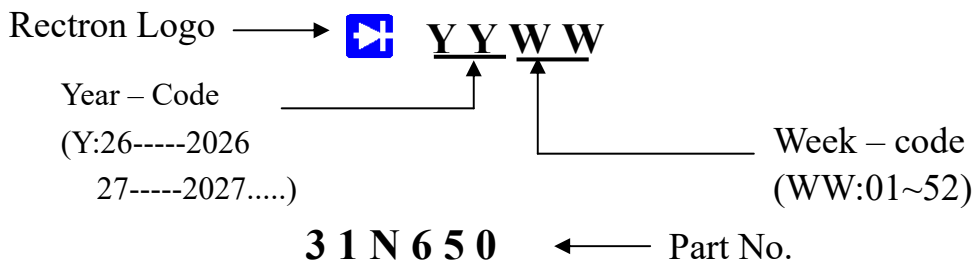 Rectron Logo Y Y W W
Year – Code
(Y:26-----2026
27-----2027.....)
Week – code
(WW:01~52)
3 1 N 6 5 0 Part No.